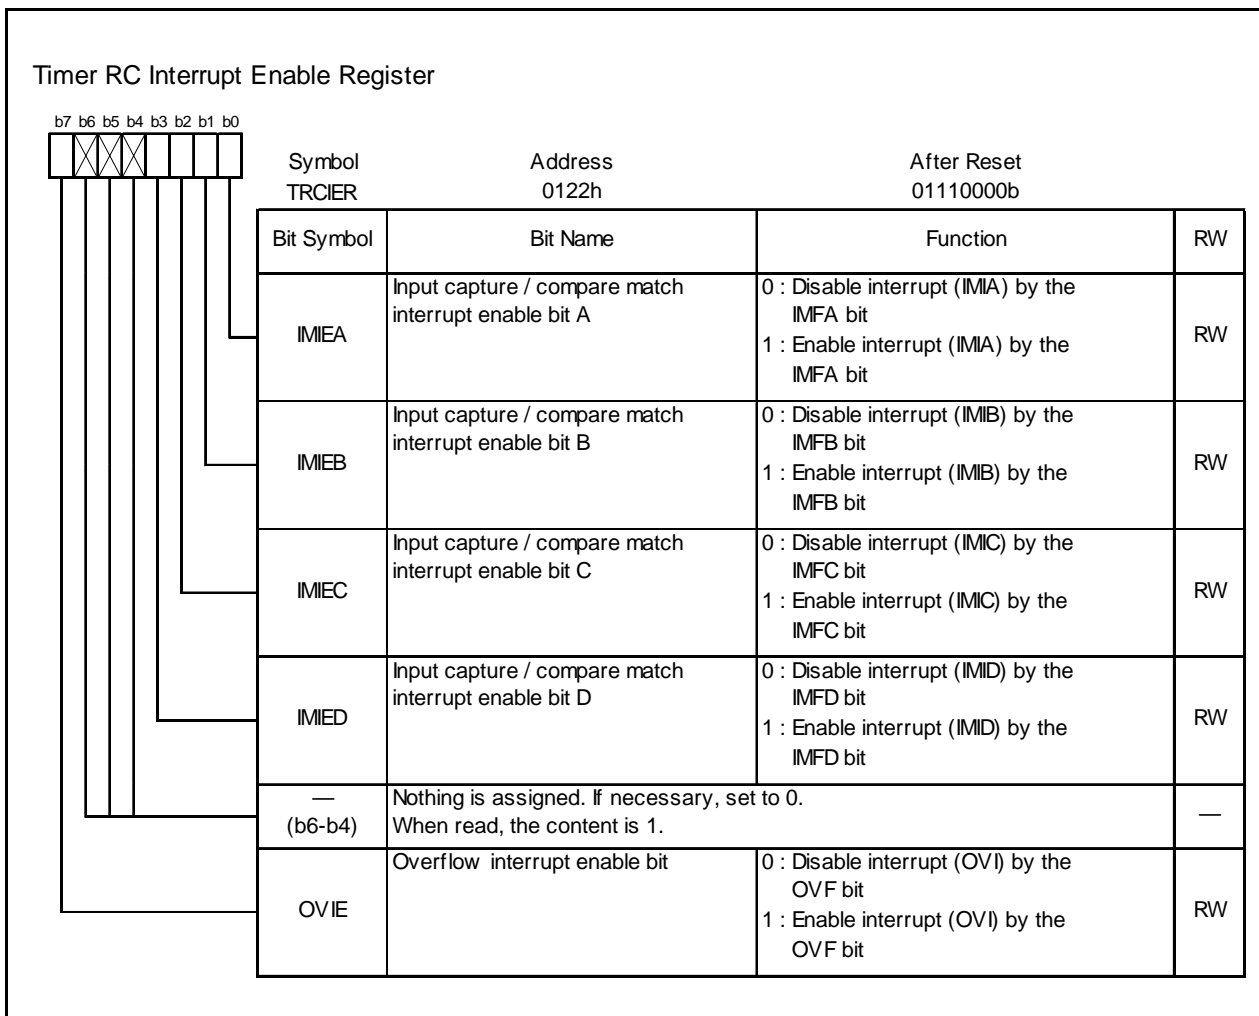 Timer RC Interrupt Enable Register
b7 b6 b5 b4 b3 b2 b1 b0
Symbol Address After Reset
TRCIER 0122h 01110000b
Bit Symbol Bit Name Function RW
IMIEA
Input capture / compare match
interrupt enable bit A
0 : Disable interrupt (IMIA) by the
IMFA bit
1 : Enable interrupt (IMIA) by the
IMFA bit
RW
IMIEB
Input capture / compare match
interrupt enable bit B
0 : Disable interrupt (IMIB) by the
IMFB bit
1 : Enable interrupt (IMIB) by the
IMFB bit
RW
IMIEC
Input capture / compare match
interrupt enable bit C
0 : Disable interrupt (IMIC) by the
IMFC bit
1 : Enable interrupt (IMIC) by the
IMFC bit
RW
IMIED
Input capture / compare match
interrupt enable bit D
0 : Disable interrupt (IMID) by the
IMFD bit
1 : Enable interrupt (IMID) by the
IMFD bit
RW
—
(b6-b4)
Nothing is assigned. If necessary, set to 0.
When read, the content is 1.
—
OVIE
Overflow interrupt enable bit
0 : Disable interrupt (OVI) by the
OVF bit
1 : Enable interrupt (OVI) by the
OVF bit
RW